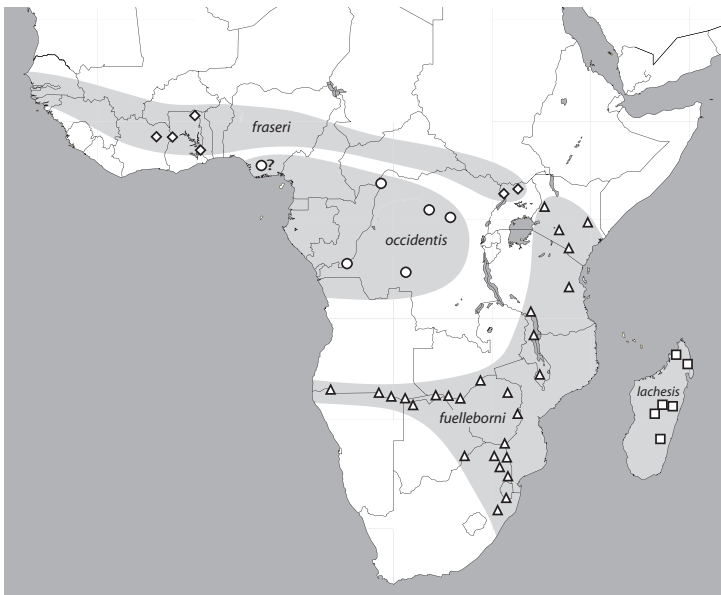 fraseri
?
occidentis
lachesis
fuelleborni